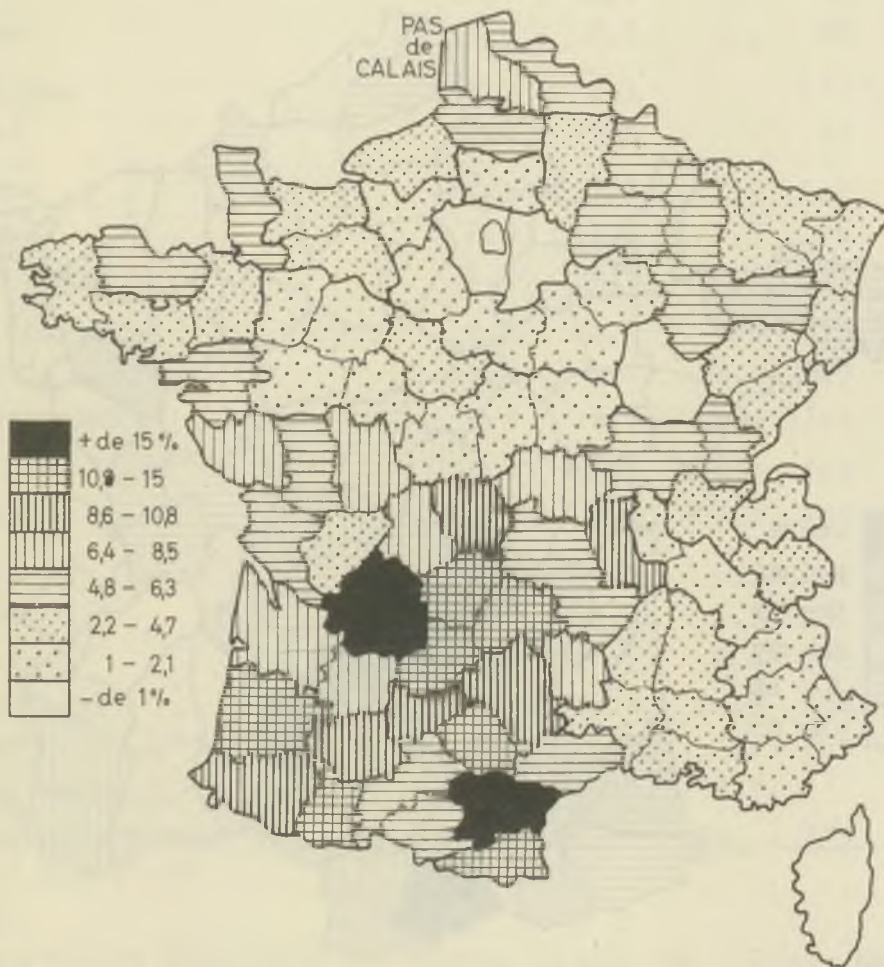 PAS
de
CALAIS
+ de 15 %
– 15
8,6 – 10,8
6,4 – 8,5
4,8 – 6,3
2,2 – 4,7
1 – 2,1
– de 1 %